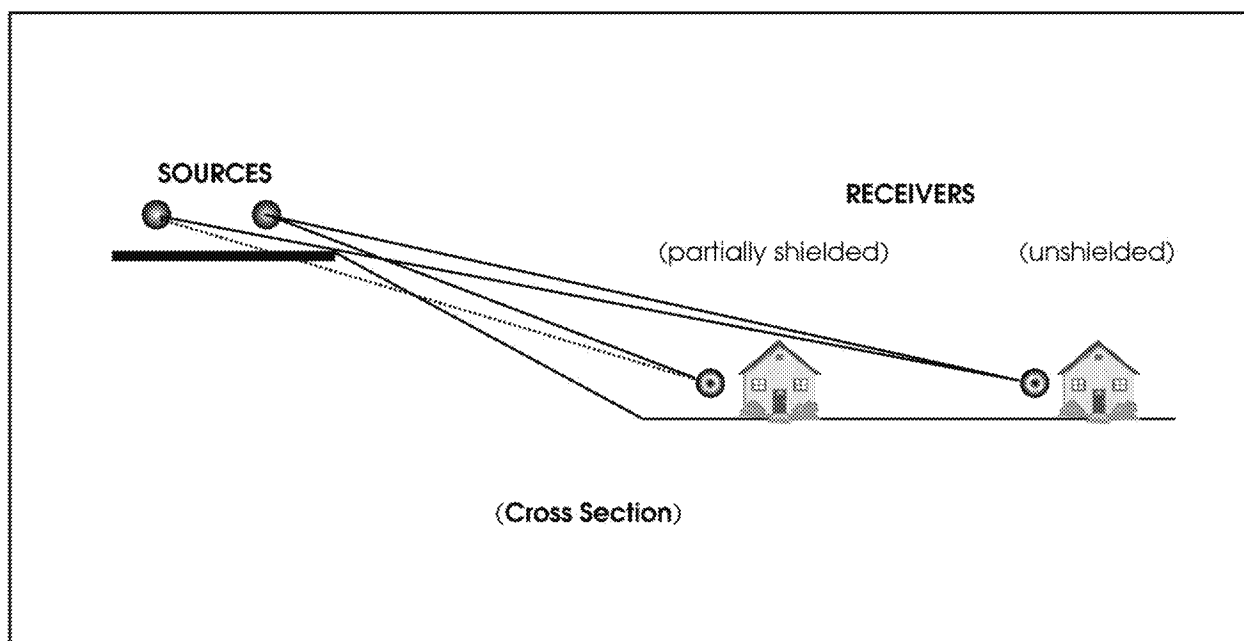 SOURCES
RECEIVERS
(partially shielded)
(unshielded)
(Cross Section)